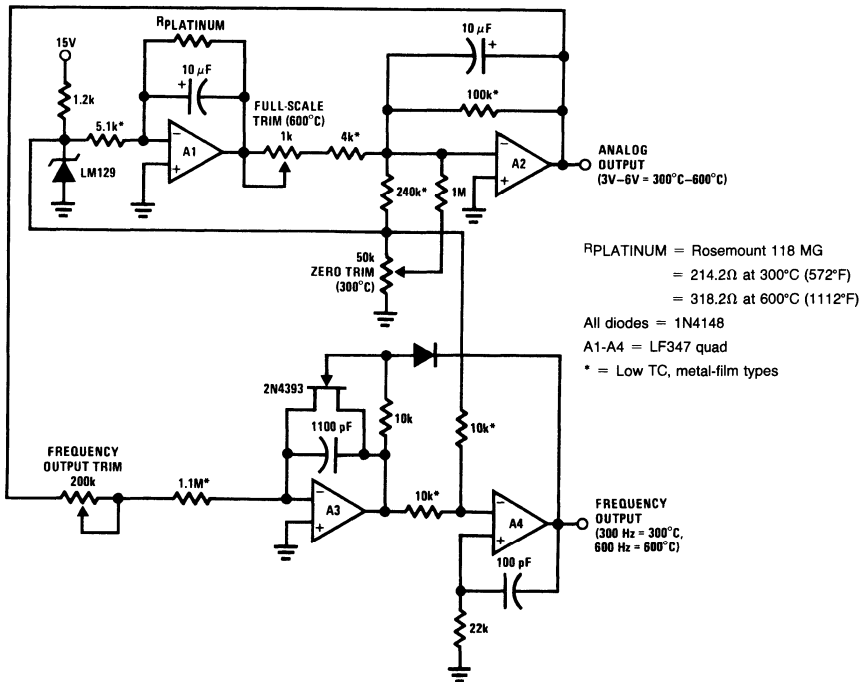 RPLATINUM
15V
10 µF
1.2k
5.1k*
LM129
A1
FULL-SCALE
TRIM (600°C)
1k
4k*
10 µF
100k*
A2
ANALOG
OUTPUT
(3V–6V = 300°C–600°C)
240k*
1M
50k
ZERO TRIM
(300°C)
RPLATINUM = Rosemount 118 MG
= 214.2Ω at 300°C (572°F)
= 318.2Ω at 600°C (1112°F)
All diodes = 1N4148
A1-A4 = LF347 quad
* = Low TC, metal-film types
2N4393
1100 pF
10k
10k*
FREQUENCY
OUTPUT TRIM
200k
1.1M*
A3
10k*
A4
FREQUENCY
OUTPUT
(300 Hz = 300°C,
600 Hz = 600°C)
100 pF
22k